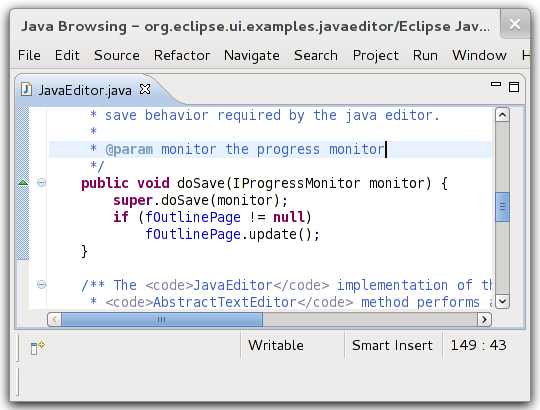 Java Browsing – org.eclipse.ui.examples.javaeditor/Eclipse Jav...
File Edit Source Refactor Navigate Search Project Run Window
JavaEditor.java
* save behavior required by the java editor.
*
* @param monitor the progress monitor
*/
public void doSave(IProgressMonitor monitor) {
super.doSave(monitor);
if (fOutlinePage != null)
fOutlinePage.update();
}
/** The <code>JavaEditor</code> implementation of
* <code>AbstractTextEditor</code> method performs
Writable Smart Insert 149 : 43